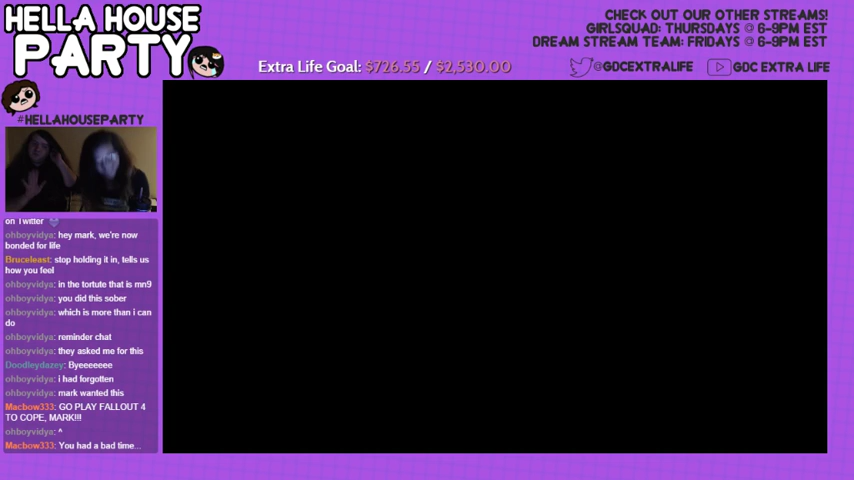 HELLA HOUSE
PARTY
CHECK OUT OUR OTHER STREAMS!
GIRLSQUAD: THURSDAYS @ 6-9PM EST
DREAM STREAM TEAM: FRIDAYS @ 6-9PM EST
Extra Life Goal: $726.55 / $2,530.00
@GDCEXTRALIFE
GDC EXTRA LIFE
#HELLAHOUSEPARTY
on Twitter
ohboyvidya: hey mark, we're now
bonded for life
Bruceleast: stop holding it in, tells us
how you feel
ohboyvidya: in the tortute that is mn9
ohboyvidya: you did this sober
ohboyvidya: which is more than i can
do
ohboyvidya: reminder chat
ohboyvidya: they asked me for this
Doodleydazey: Byeeeeee
ohboyvidya: i had forgotten
ohboyvidya: mark wanted this
Macbow333: GO PLAY FALLOUT 4
TO COPE, MARK!!!
ohboyvidya: ^
Macbow333: You had a bad time...